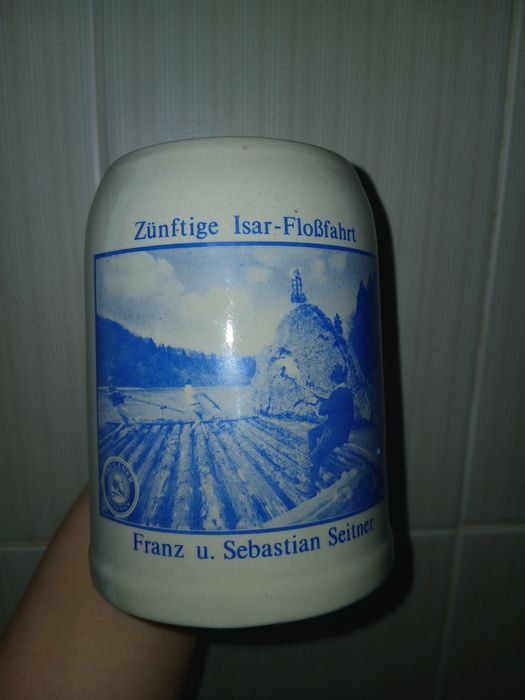 Zünftige Isar-Floßfahrt
Franz u. Sebastian Seitner